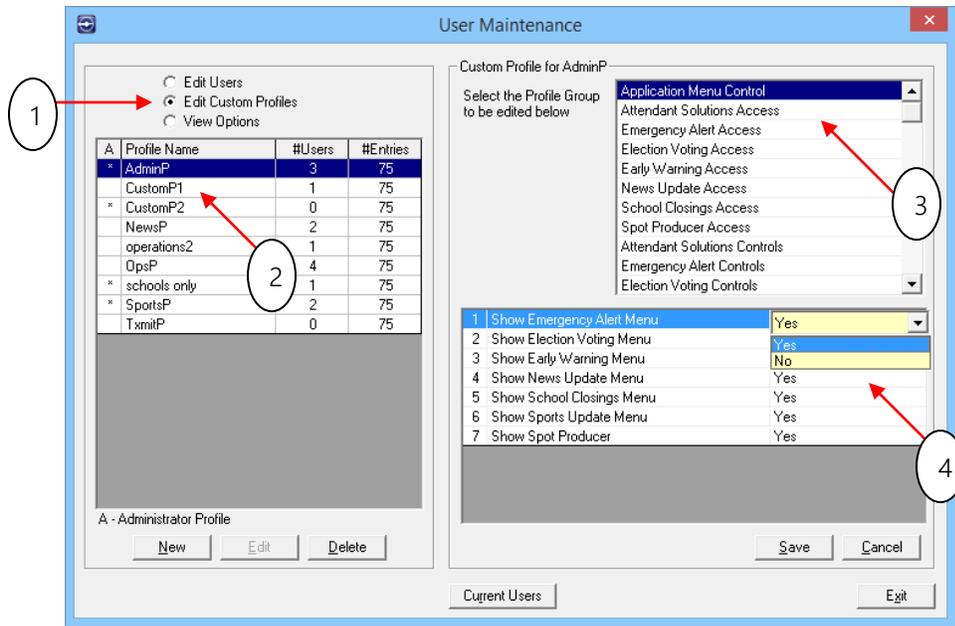 User Maintenance
Edit Users
Edit Custom Profiles
View Options
1
A Profile Name #Users #Entries
* AdminP 3 75
CustomP1 1 75
* CustomP2 0 75
NewsP 2 75
operations2 1 75
OpsP 4 75
* schools only 1 75
* SportsP 2 75
TxmitP 0 75
2
A - Administrator Profile
New Edit Delete
Custom Profile for AdminP
Select the Profile Group
to be edited below
Application Menu Control
Attendant Solutions Access
Emergency Alert Access
Election Voting Access
Early Warning Access
News Update Access
School Closings Access
Spot Producer Access
Attendant Solutions Controls
Emergency Alert Controls
Election Voting Controls
3
1 Show Emergency Alert Menu Yes
Yes
No
2 Show Election Voting Menu
3 Show Early Warning Menu
4 Show News Update Menu Yes
5 Show School Closings Menu Yes
6 Show Sports Update Menu Yes
7 Show Spot Producer Yes
4
Save Cancel
Current Users Exit